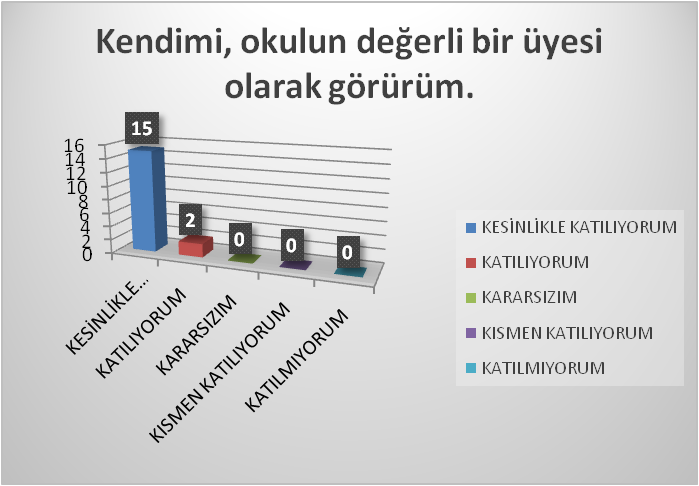 Kendimi, okulun değerli bir üyesi
olarak görürüm.
16
14
12
10
8
6
4
2
0
15
2
0
0
0
KESİNLİKLE...
KATILIYORUM
KARARSIZIM
KISMEN KATILIYORUM
KATILMIYORUM
KESİNLİKLE KATILIYORUM
KATILIYORUM
KARARSIZIM
KISMEN KATILIYORUM
KATILMIYORUM